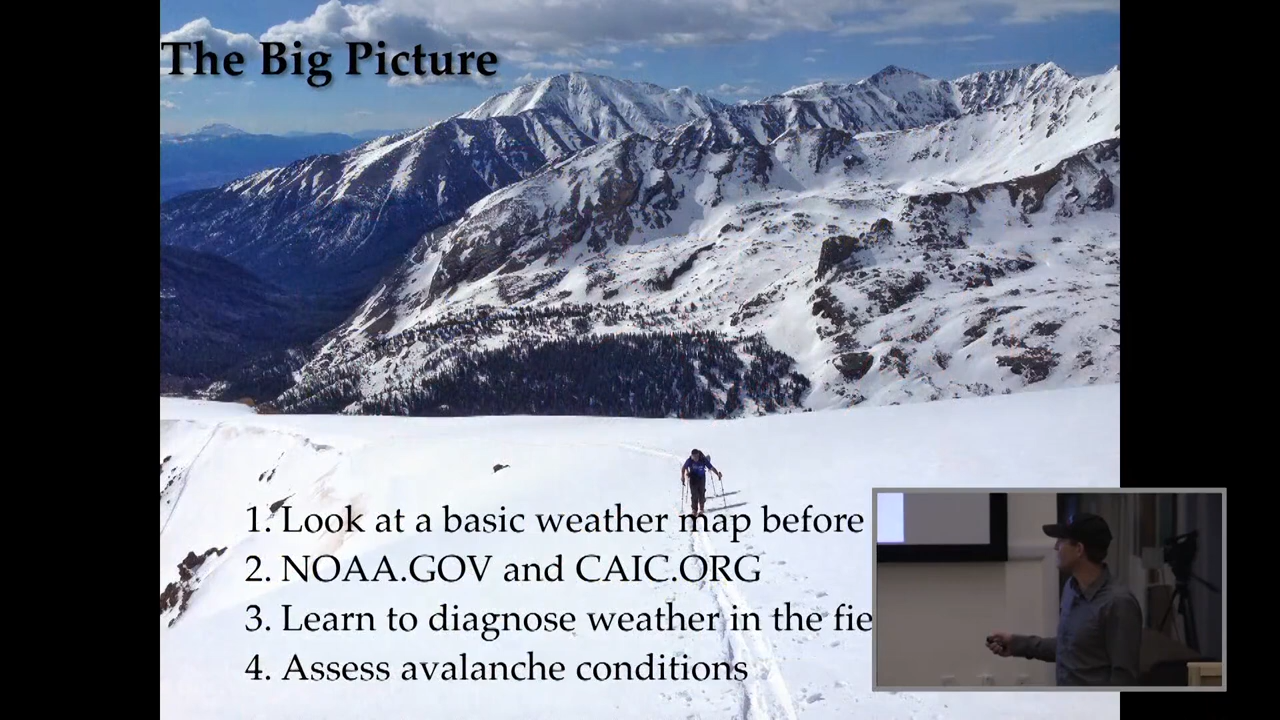 The Big Picture
1. Look at a basic weather map before
2. NOAA.GOV and CAIC.ORG
3. Learn to diagnose weather in the fie
4. Assess avalanche conditions